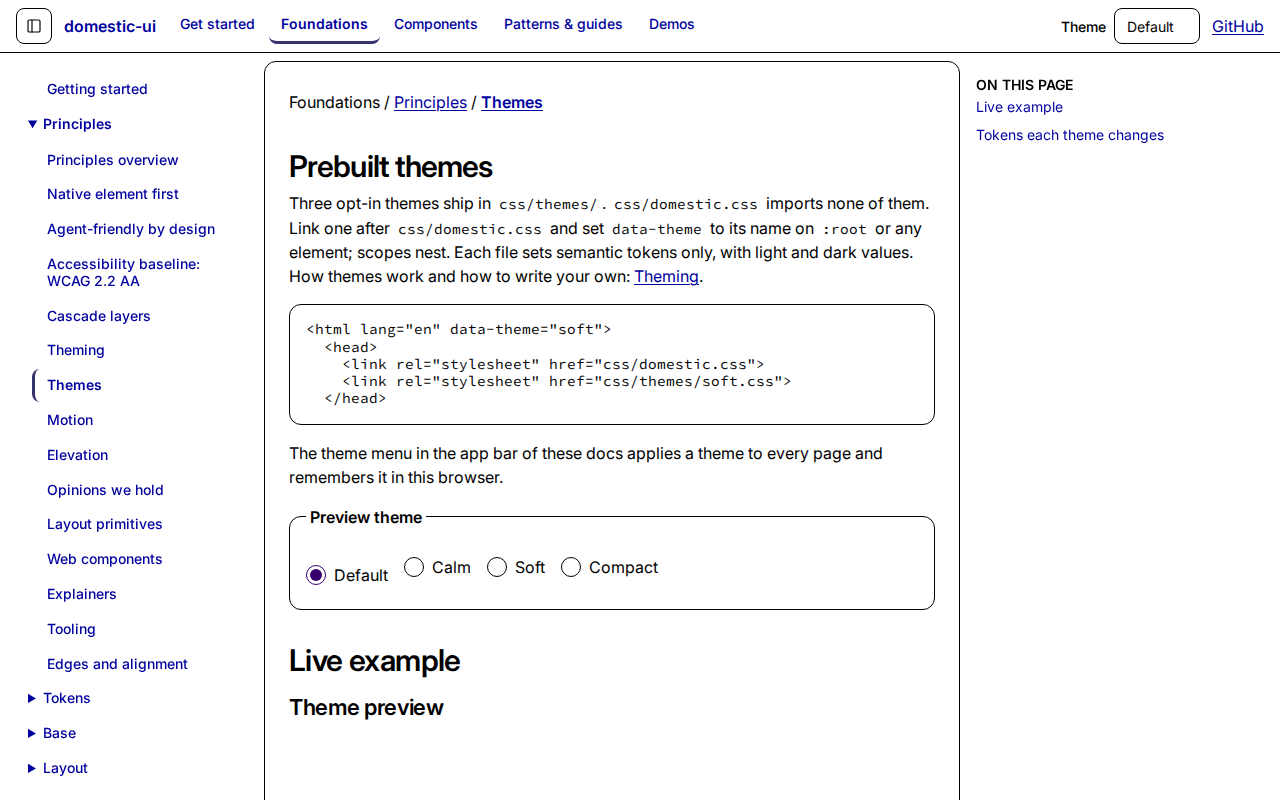 domestic-ui
Get started
Foundations
Components
Patterns & guides
Demos
Theme
Default
GitHub
Getting started
Principles
Principles overview
Native element first
Agent-friendly by design
Accessibility baseline:
WCAG 2.2 AA
Cascade layers
Theming
Themes
Motion
Elevation
Opinions we hold
Layout primitives
Web components
Explainers
Tooling
Edges and alignment
Tokens
Base
Layout
Foundations / Principles / Themes
Prebuilt themes
Three opt-in themes ship in css/themes/. css/domestic.css imports none of them.
Link one after css/domestic.css and set data-theme to its name on :root or any
element; scopes nest. Each file sets semantic tokens only, with light and dark values.
How themes work and how to write your own: Theming.
<html lang="en" data-theme="soft">
  <head>
    <link rel="stylesheet" href="css/domestic.css">
    <link rel="stylesheet" href="css/themes/soft.css">
  </head>
The theme menu in the app bar of these docs applies a theme to every page and
remembers it in this browser.
Preview theme
Default
Calm
Soft
Compact
Live example
Theme preview
ON THIS PAGE
Live example
Tokens each theme changes